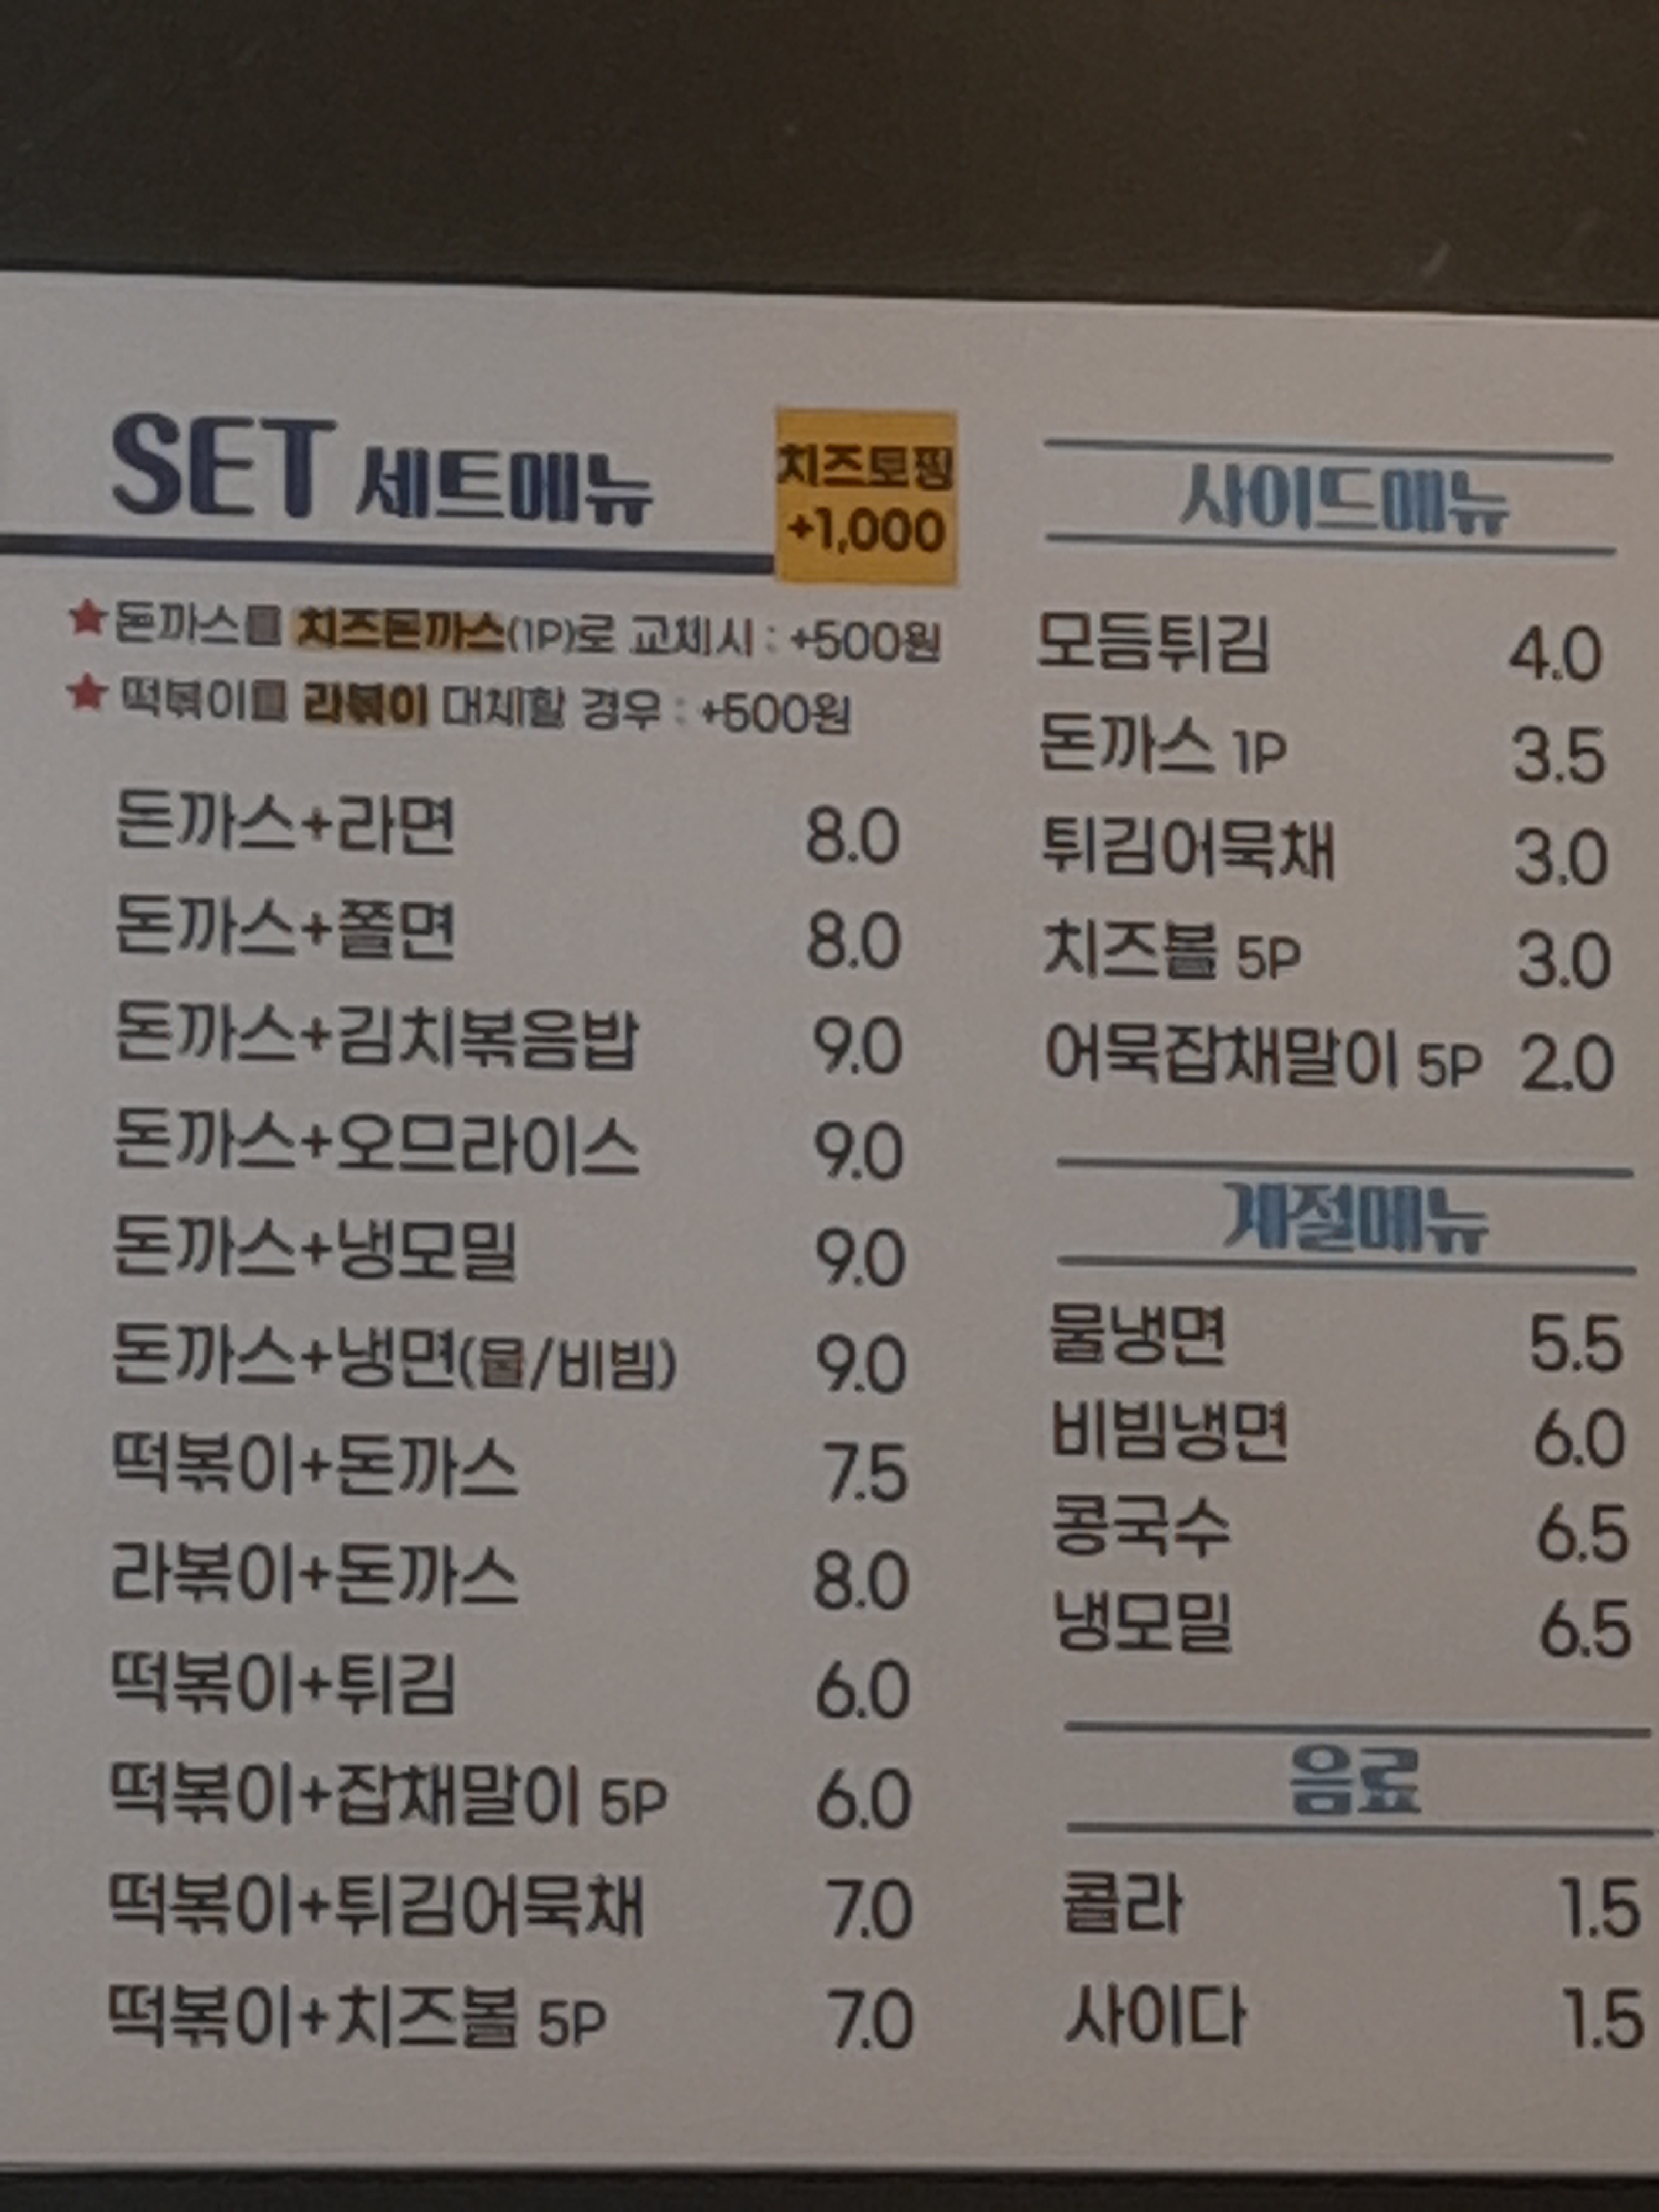 SET 세트메뉴
치즈토핑
+1,000
★돈까스를 치즈돈까스(1P)로 교체시 : +500원
★떡볶이를 라볶이 대체할 경우 : +500원
돈까스+라면 8.0
돈까스+쫄면 8.0
돈까스+김치볶음밥 9.0
돈까스+오므라이스 9.0
돈까스+냉모밀 9.0
돈까스+냉면(물/비빔) 9.0
떡볶이+돈까스 7.5
라볶이+돈까스 8.0
떡볶이+튀김 6.0
떡볶이+잡채말이 5P 6.0
떡볶이+튀김어묵채 7.0
떡볶이+치즈볼 5P 7.0
사이드메뉴
모듬튀김 4.0
돈까스 1P 3.5
튀김어묵채 3.0
치즈볼 5P 3.0
어묵잡채말이 5P 2.0
계절메뉴
물냉면 5.5
비빔냉면 6.0
콩국수 6.5
냉모밀 6.5
음료
콜라 1.5
사이다 1.5